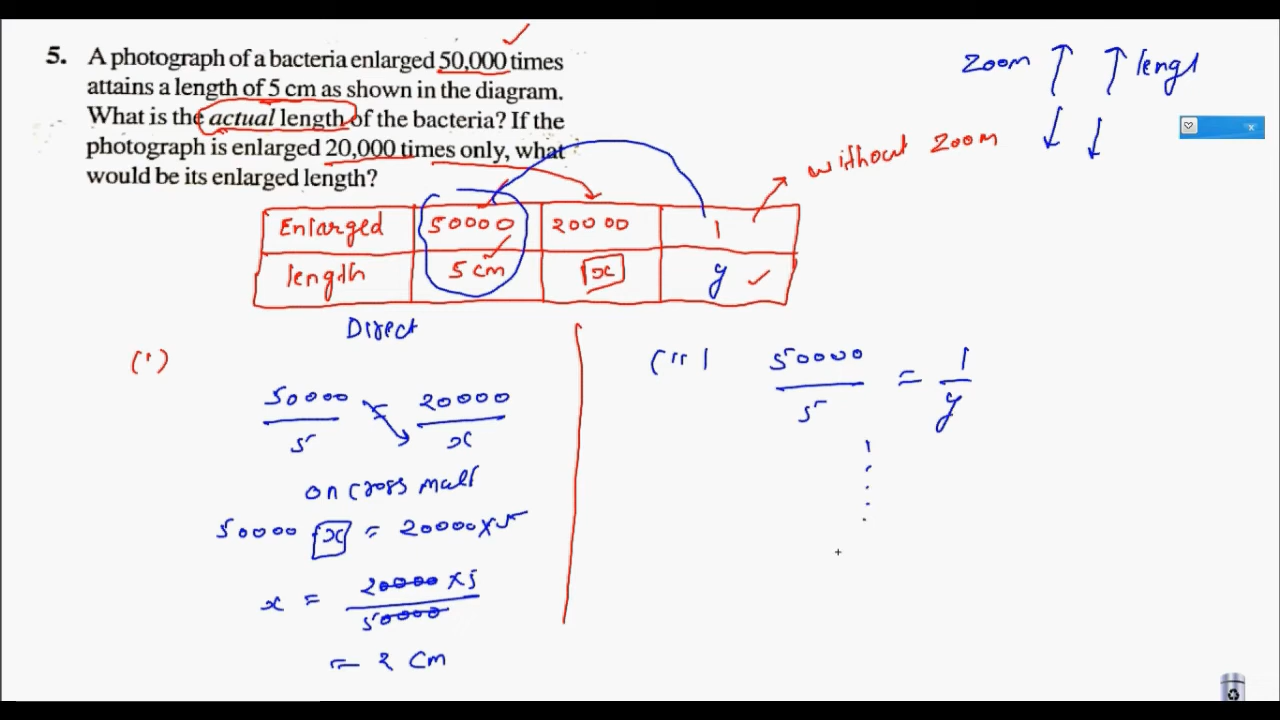 5. A photograph of a bacteria enlarged 50,000 times
attains a length of 5 cm as shown in the diagram.
What is the actual length of the bacteria? If the
photograph is enlarged 20,000 times only, what
would be its enlarged length?
zoom ↑ ↑ lengt
↓ ↓
without zoom
Enlarged 50000 20000 1
length 5 cm x y ✓
Direct
(i)
50000/5 = 20000/x
on cross mult
50000 x = 20000 x 5
x = 20000 x 5/50000
= 2 cm
(ii) 50000/5 = 1/y